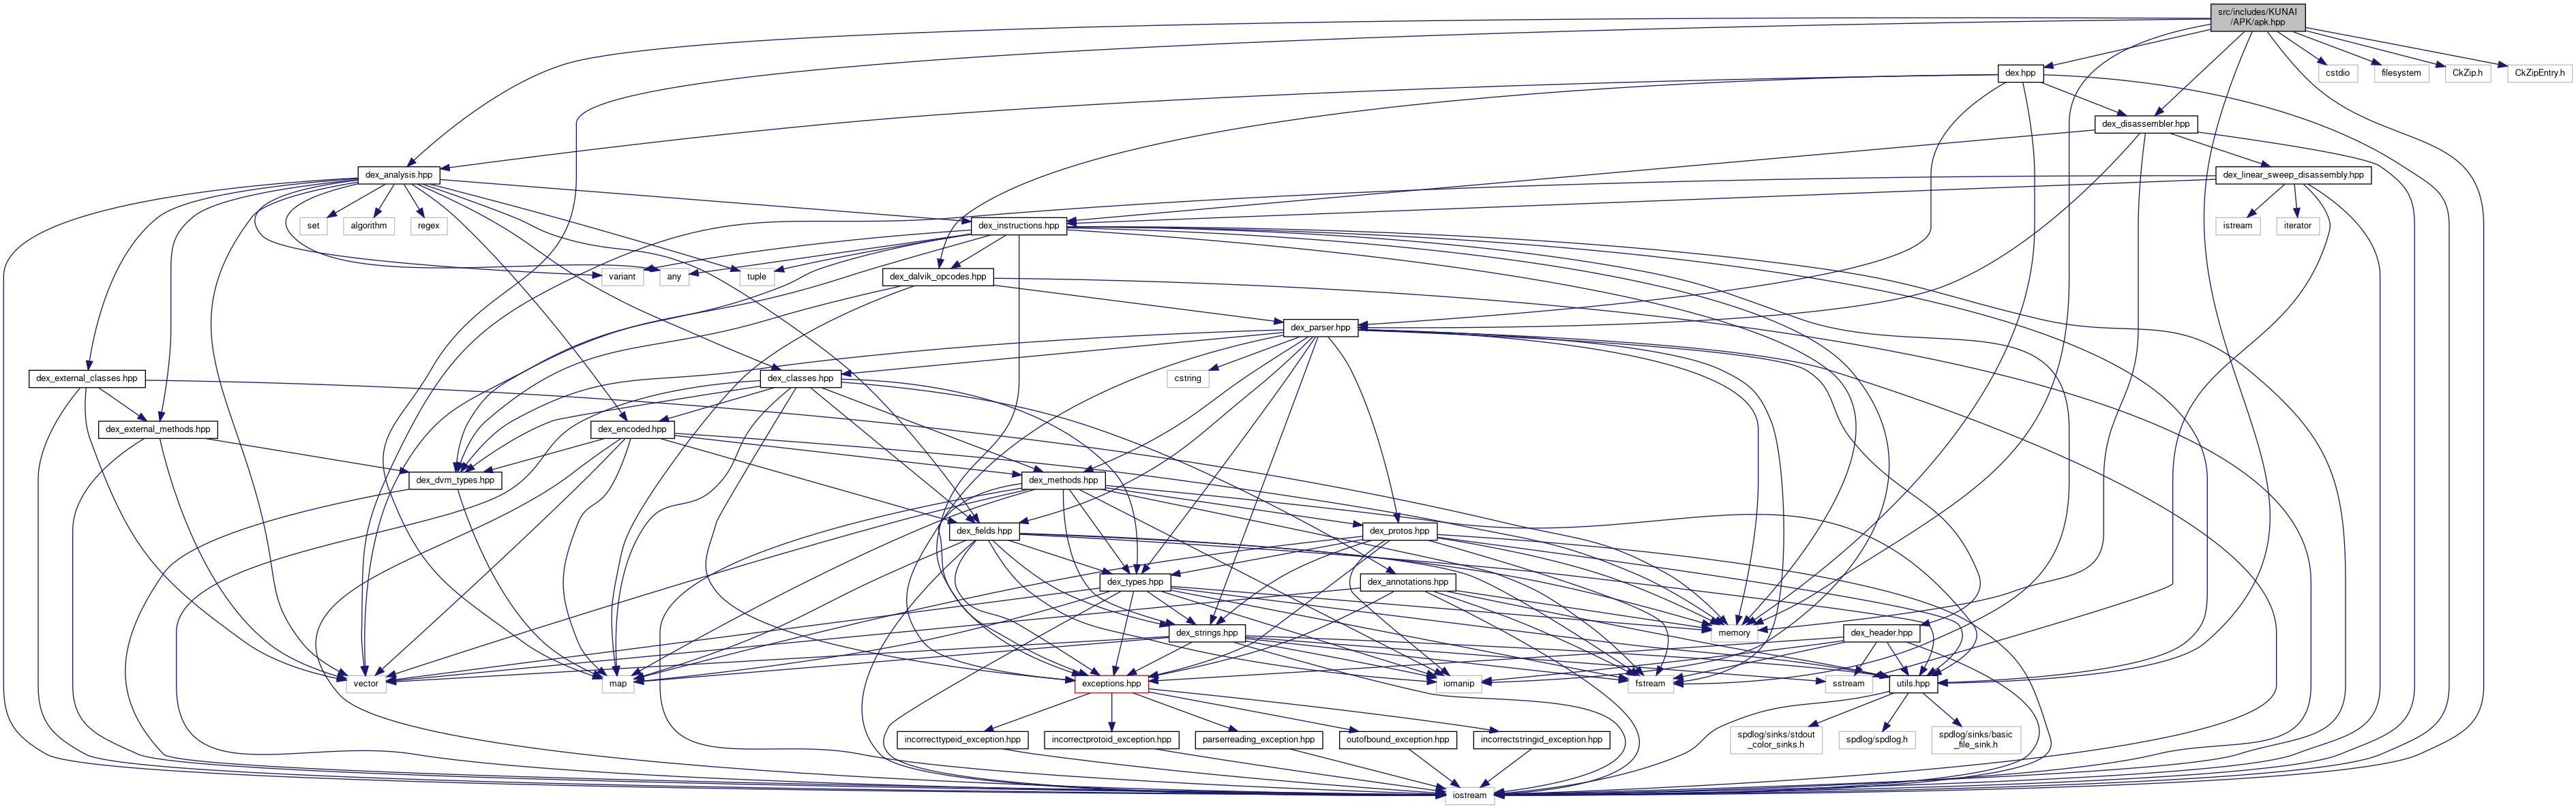 src/includes/KUNAI
/APK/apk.hpp
dex.hpp
cstdio
filesystem
CkZip.h
CkZipEntry.h
dex_disassembler.hpp
dex_analysis.hpp
dex_linear_sweep_disassembly.hpp
set
algorithm
regex
dex_instructions.hpp
istream
iterator
variant
any
tuple
dex_dalvik_opcodes.hpp
dex_parser.hpp
dex_external_classes.hpp
dex_classes.hpp
cstring
dex_external_methods.hpp
dex_encoded.hpp
dex_dvm_types.hpp
dex_methods.hpp
dex_fields.hpp
dex_protos.hpp
dex_types.hpp
dex_annotations.hpp
dex_strings.hpp
memory
dex_header.hpp
vector
map
exceptions.hpp
iomanip
fstream
sstream
utils.hpp
incorrecttypeid_exception.hpp
incorrectprotoid_exception.hpp
parserreading_exception.hpp
outofbound_exception.hpp
incorrectstringid_exception.hpp
spdlog/sinks/stdout
_color_sinks.h
spdlog/spdlog.h
spdlog/sinks/basic
_file_sink.h
iostream